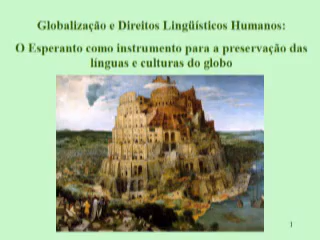 Globalização e Direitos Lingüísticos Humanos:
O Esperanto como instrumento para a preservação das
línguas e culturas do globo
1